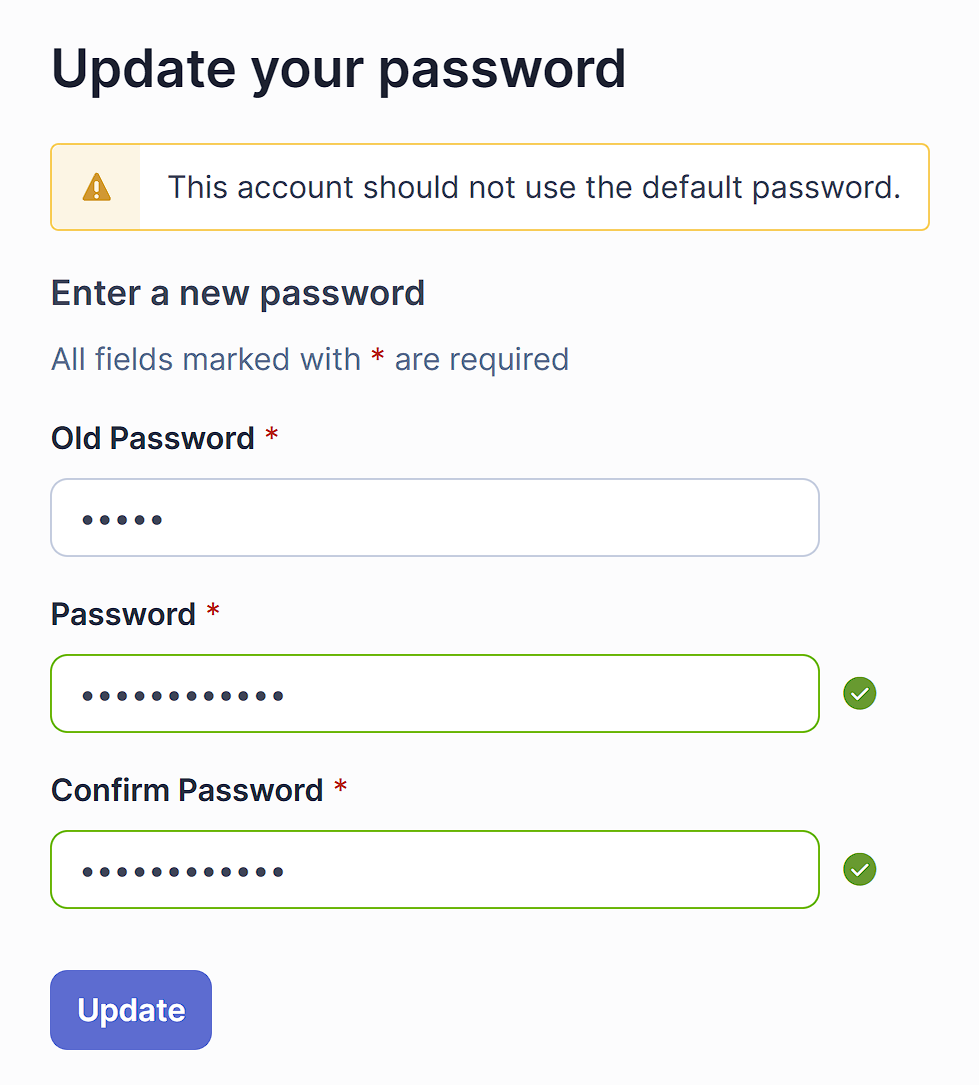 Update your password
This account should not use the default password.
Enter a new password
All fields marked with * are required
Old Password *
•••••
Password *
••••••••••••
Confirm Password *
••••••••••••
Update